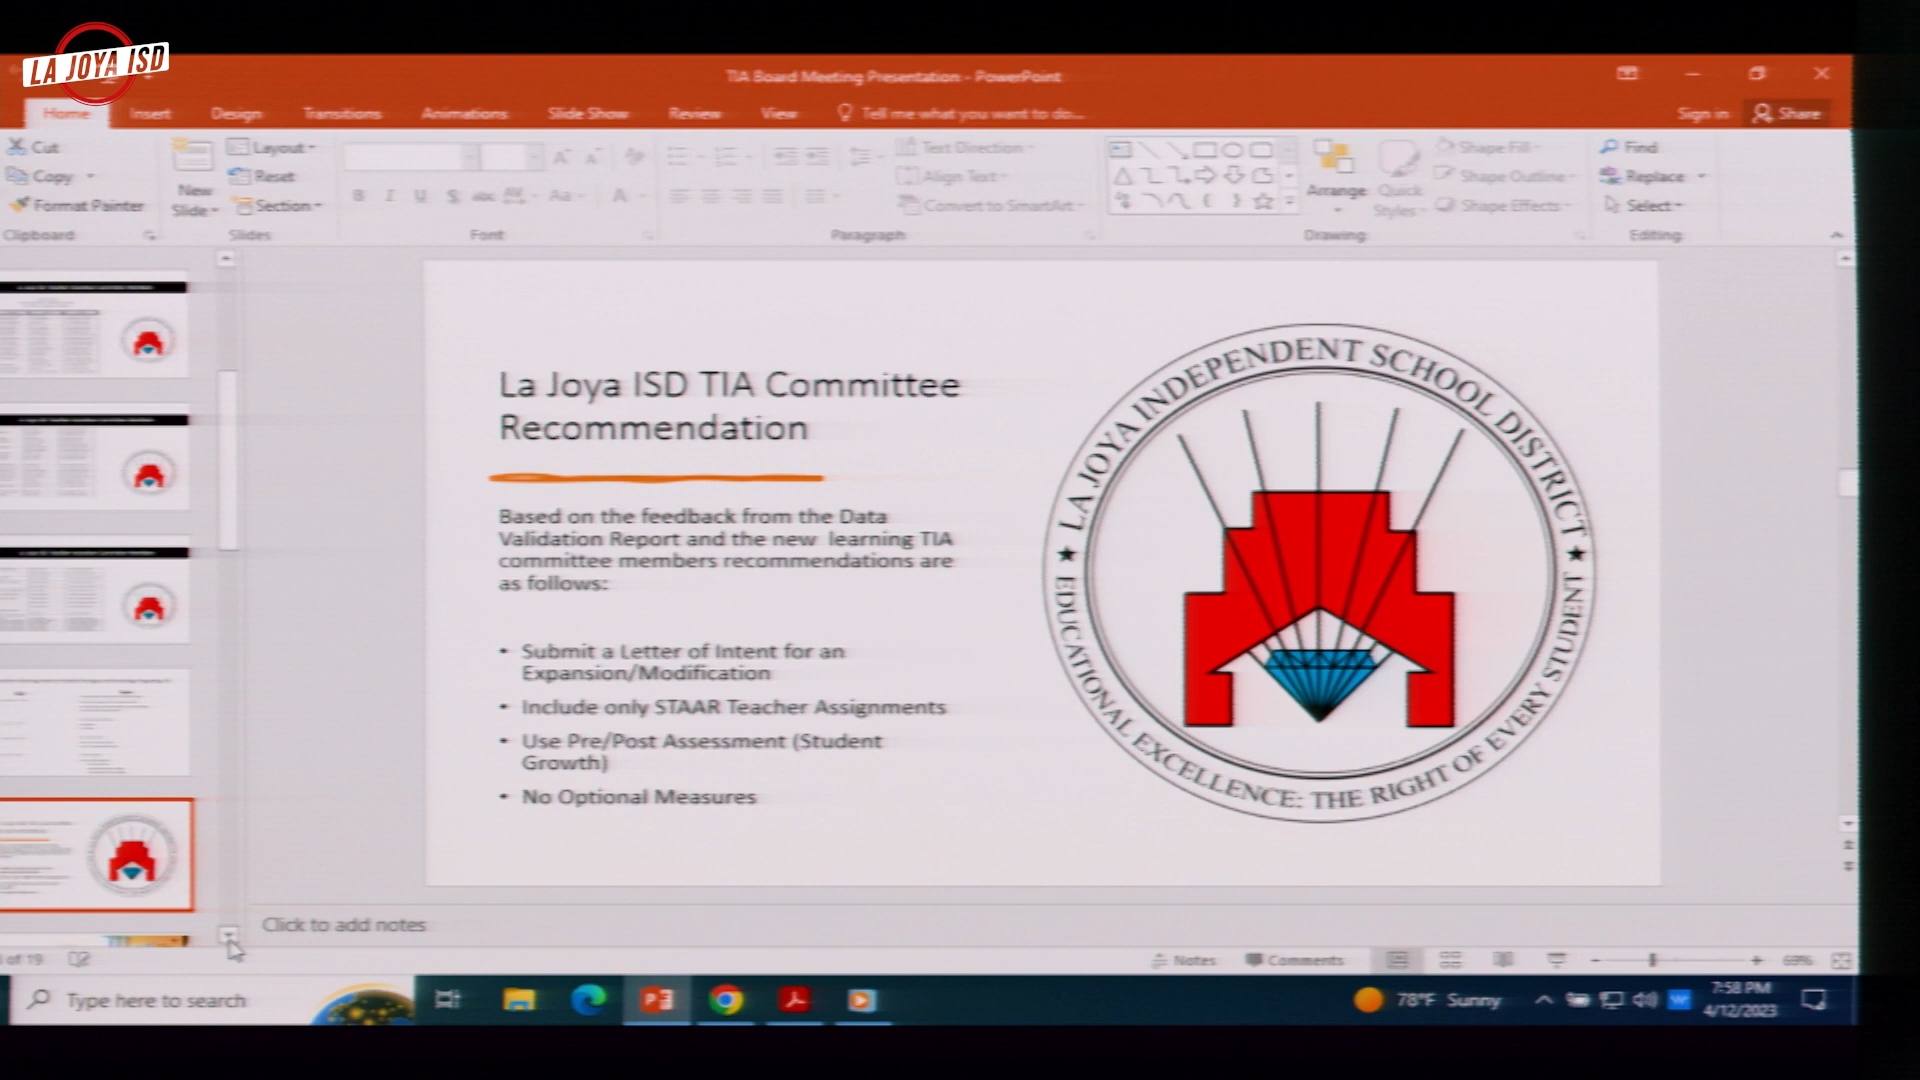 LA JOYA ISD
TIA Board Meeting Presentation - PowerPoint
Home Insert Design Transitions Animations Slide Show Review View Tell me what you want to do... Sign in Share
Cut
Copy
Format Painter
Clipboard
New
Slide
Layout
Reset
Section
Slides
Font
Text Direction
Align Text
Convert to SmartArt
Paragraph
Arrange
Quick
Styles
Shape Fill
Shape Outline
Shape Effects
Drawing
Find
Replace
Select
Editing
La Joya ISD TIA Committee
Recommendation
Based on the feedback from the Data
Validation Report and the new learning TIA
committee members recommendations are
as follows:
• Submit a Letter of Intent for an
Expansion/Modification
• Include only STAAR Teacher Assignments
• Use Pre/Post Assessment (Student
Growth)
• No Optional Measures
LA JOYA INDEPENDENT SCHOOL DISTRICT
EDUCATIONAL EXCELLENCE: THE RIGHT OF EVERY STUDENT
Click to add notes
of 19
Notes Comments 69%
Type here to search
78°F Sunny
7:58 PM
4/12/2023